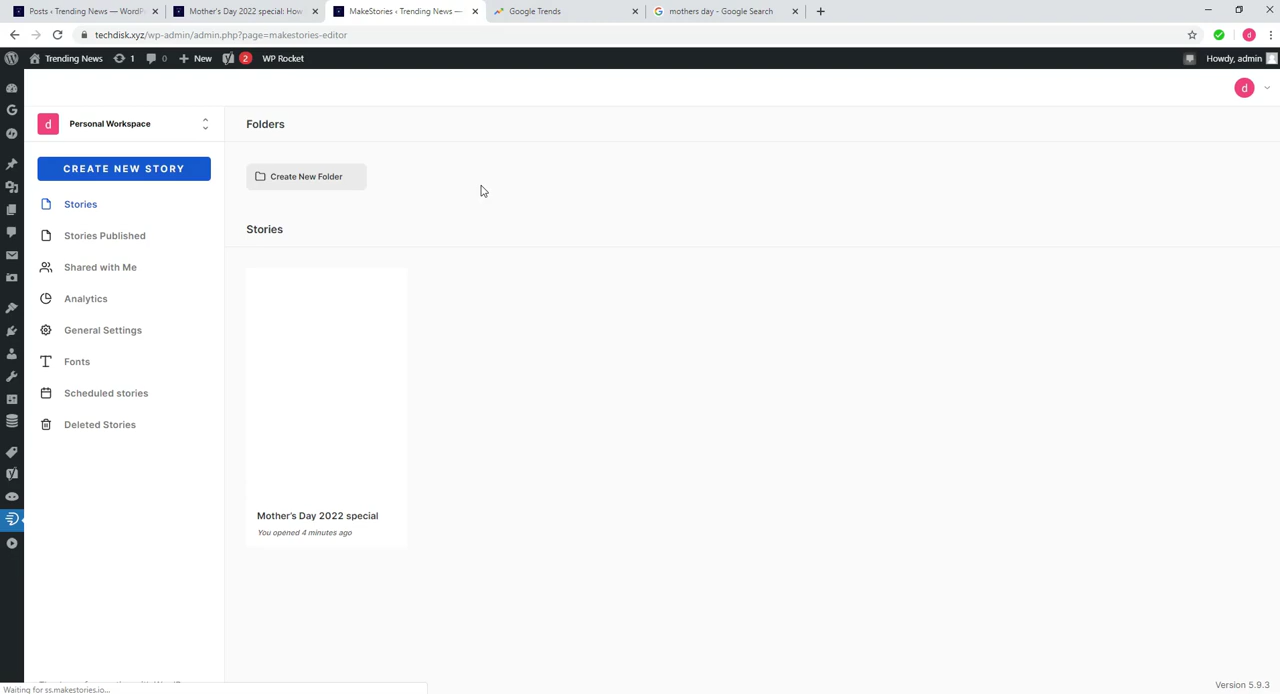 Posts ‹ Trending News — WordPr
Mother's Day 2022 special: How
MakeStories ‹ Trending News —
Google Trends
mothers day - Google Search
techdisk.xyz/wp-admin/admin.php?page=makestories-editor
d
Trending News
1
0
New
2
WP Rocket
Howdy, admin
d
d
Personal Workspace
Folders
CREATE NEW STORY
Create New Folder
Stories
Stories Published
Stories
Shared with Me
Analytics
General Settings
Fonts
Scheduled stories
Deleted Stories
Mother's Day 2022 special
You opened 4 minutes ago
Version 5.9.3
Waiting for ss.makestories.io...